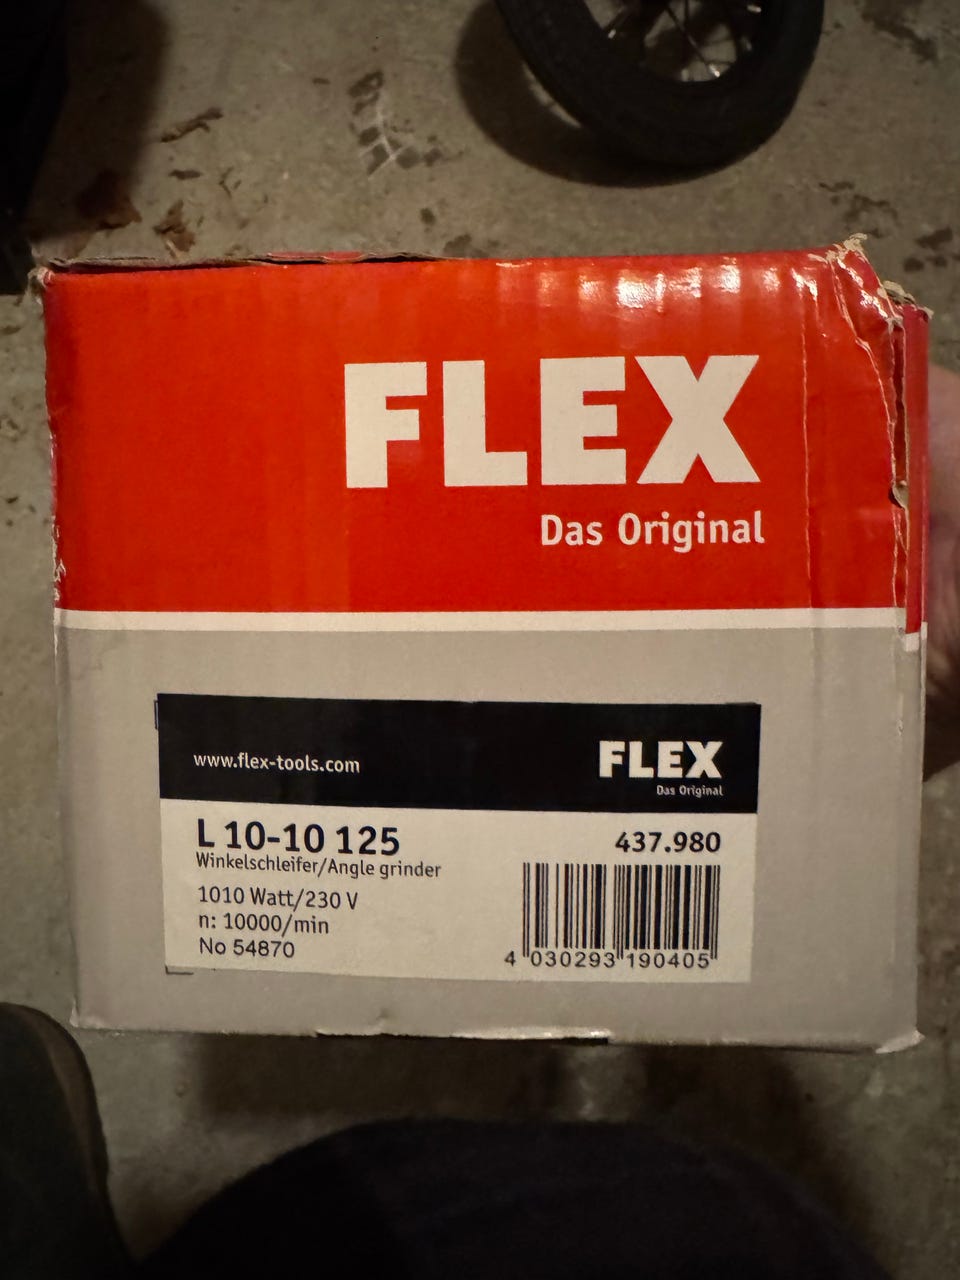 FLEX
Das Original
www.flex-tools.com
FLEX
Das Original
L 10-10 125
437.980
Winkelschleifer/Angle grinder
1010 Watt/230 V
n: 10000/min
No 54870
4 030293 190405